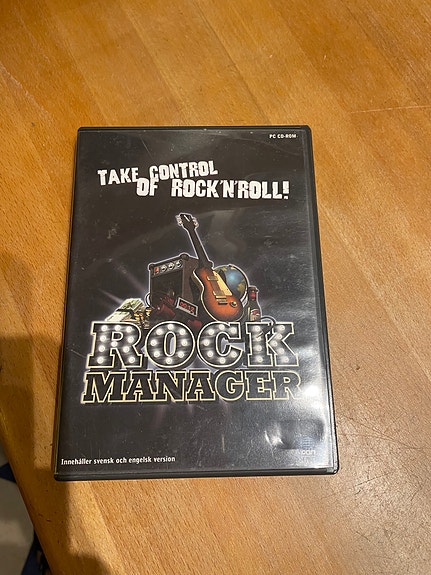 PC CD-ROM
TAKE CONTROL
OF ROCK'N'ROLL!
ROCK
MANAGER
Innehåller svensk och engelsk version